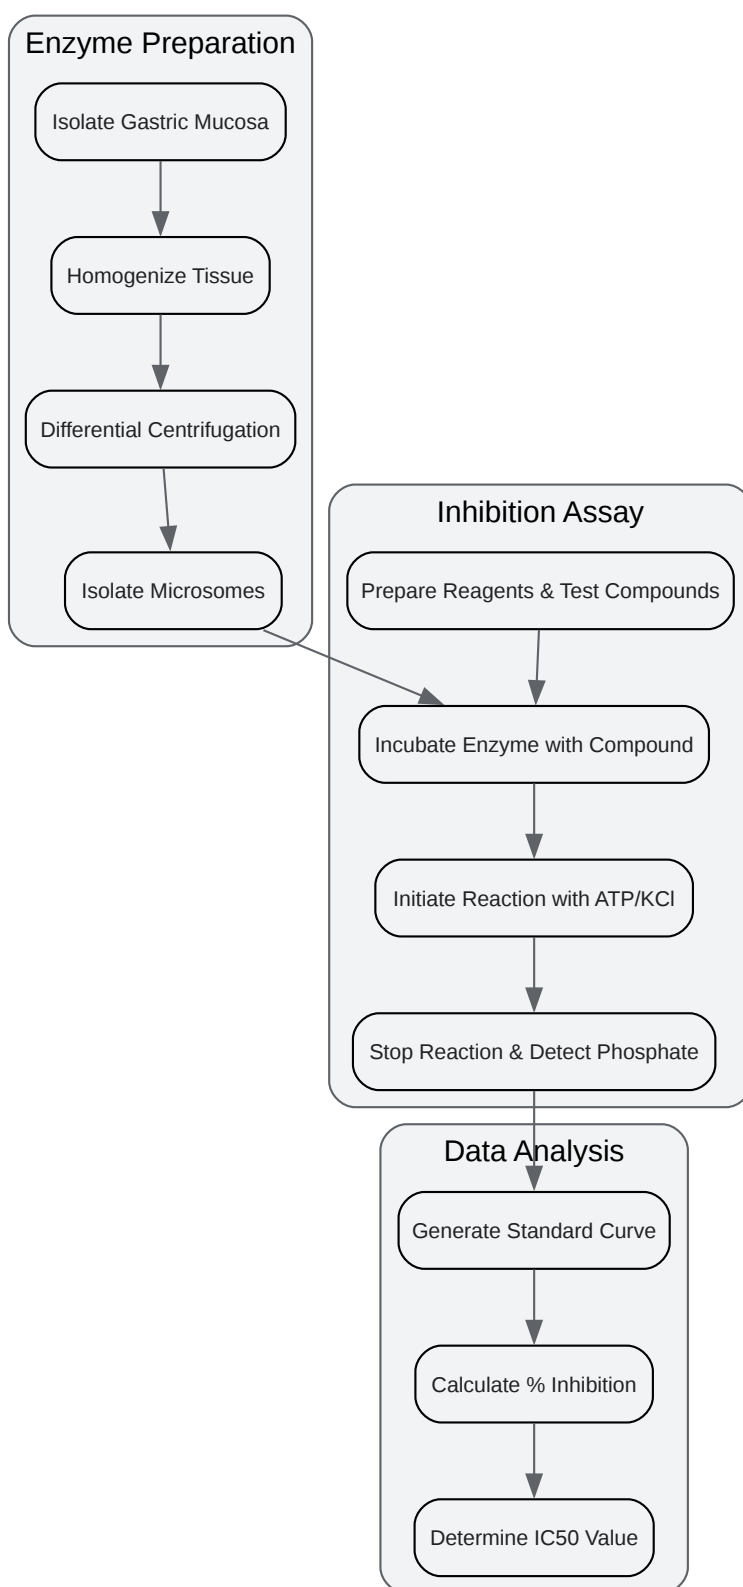 Enzyme Preparation
Isolate Gastric Mucosa
Homogenize Tissue
Differential Centrifugation
Isolate Microsomes
Inhibition Assay
Prepare Reagents & Test Compounds
Incubate Enzyme with Compound
Initiate Reaction with ATP/KCl
Stop Reaction & Detect Phosphate
Data Analysis
Generate Standard Curve
Calculate % Inhibition
Determine IC50 Value